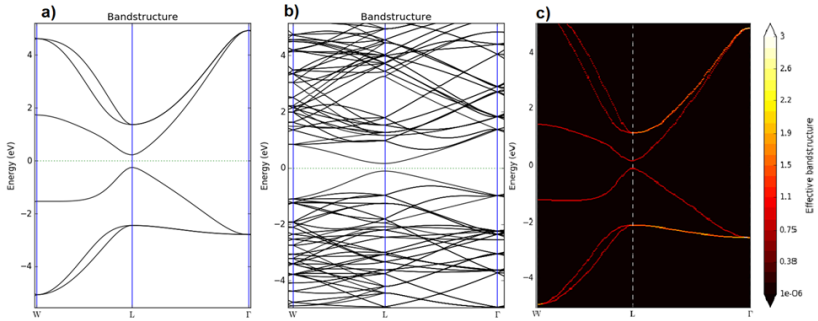 a)
Bandstructure
Energy (eV)
4
2
0
−2
−4
W
L
Γ
b)
Bandstructure
Energy (eV)
4
2
0
−2
−4
W
L
Γ
c)
Energy (eV)
4
2
0
−2
−4
W
L
Γ
3
2.6
2.2
1.9
1.5
1.1
0.75
0.38
1e-06
Effective bandstructure